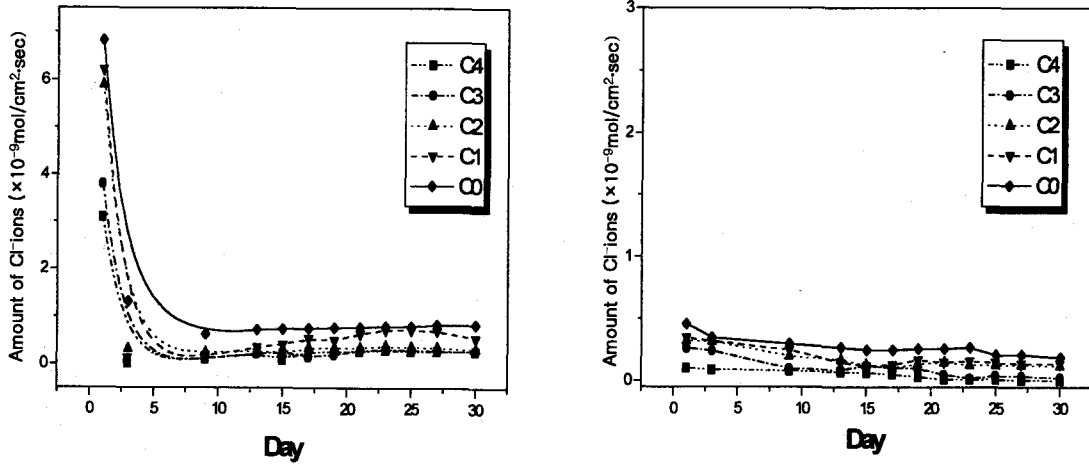 Amount of Cl⁻ions (×10⁻⁹mol/cm²·sec)
6
4
2
0
C4
C3
C2
C1
C0
0 5 10 15 20 25 30
Day
Amount of Cl⁻ions (×10⁻⁹mol/cm²·sec)
3
2
1
0
C4
C3
C2
C1
C0
0 5 10 15 20 25 30
Day